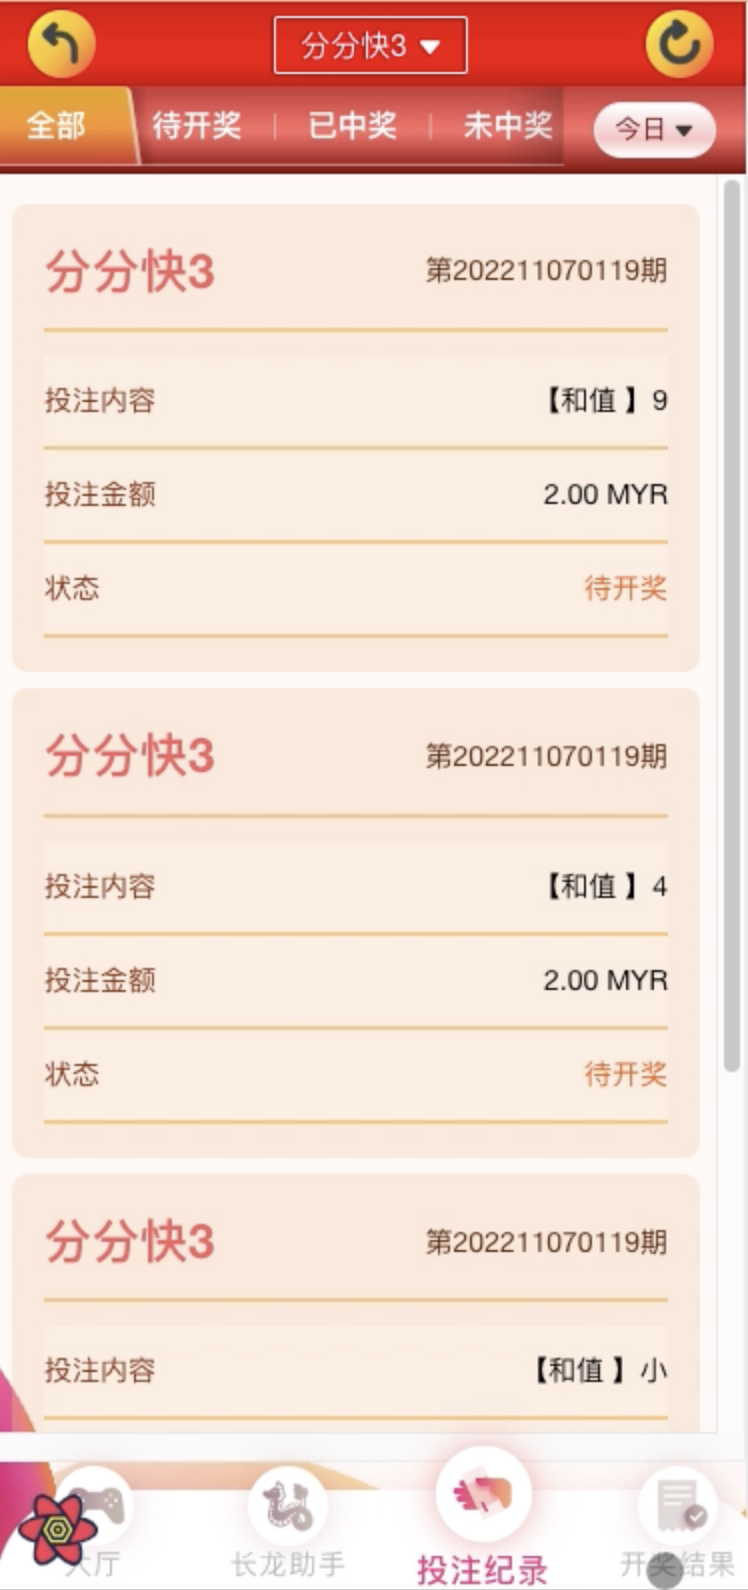 分分快3
全部 待开奖 已中奖 未中奖 今日
分分快3 第202211070119期
投注内容 【和值 】9
投注金额 2.00 MYR
状态 待开奖
分分快3 第202211070119期
投注内容 【和值 】4
投注金额 2.00 MYR
状态 待开奖
分分快3 第202211070119期
投注内容 【和值 】小
大厅 长龙助手 投注纪录 开奖结果